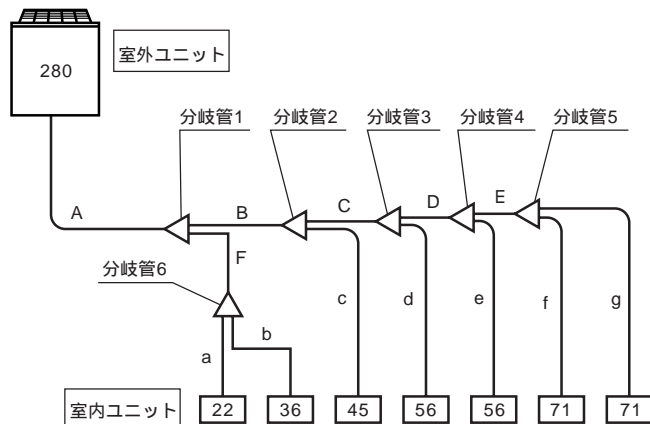 室外ユニット
280
分岐管1
分岐管2
分岐管3
分岐管4
分岐管5
A
B
C
D
E
F
分岐管6
a
b
c
d
e
f
g
室内ユニット
22
36
45
56
56
71
71